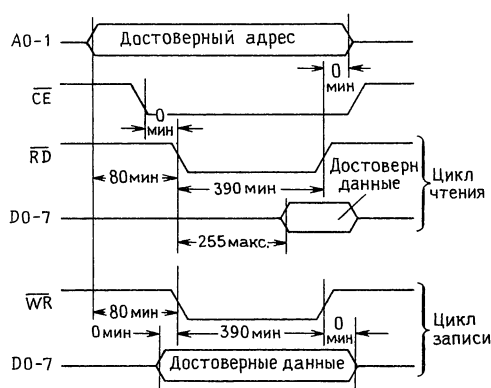 A0-1
Достоверный адрес
0
мин
CE
0
мин
RD
80мин
390мин
Достоверн
данные
Цикл
чтения
D0-7
255макс.
WR
80мин
390мин
0
мин
0мин
Цикл
записи
D0-7
Достоверные данные